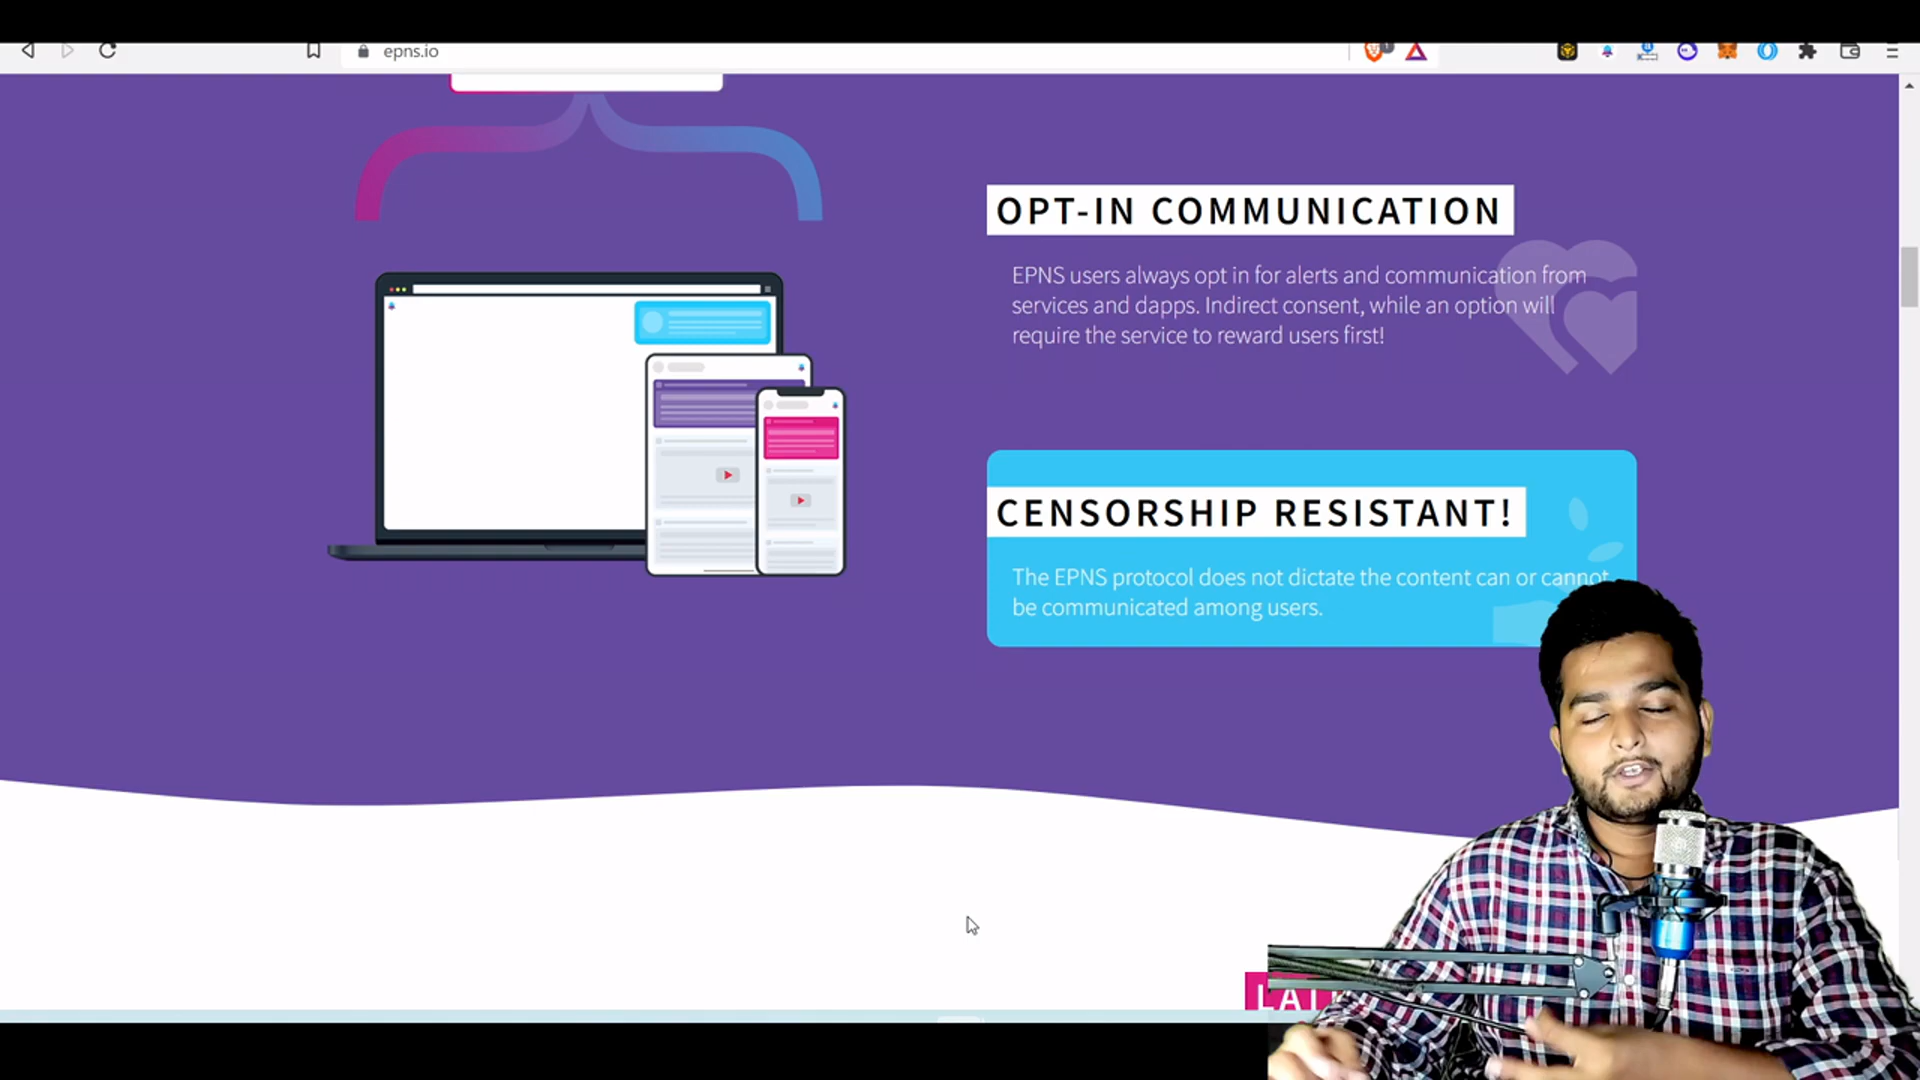 epns.io
OPT-IN COMMUNICATION
EPNS users always opt in for alerts and communication from
services and dapps. Indirect consent, while an option will
require the service to reward users first!
CENSORSHIP RESISTANT!
The EPNS protocol does not dictate the content can or cannot
be communicated among users.